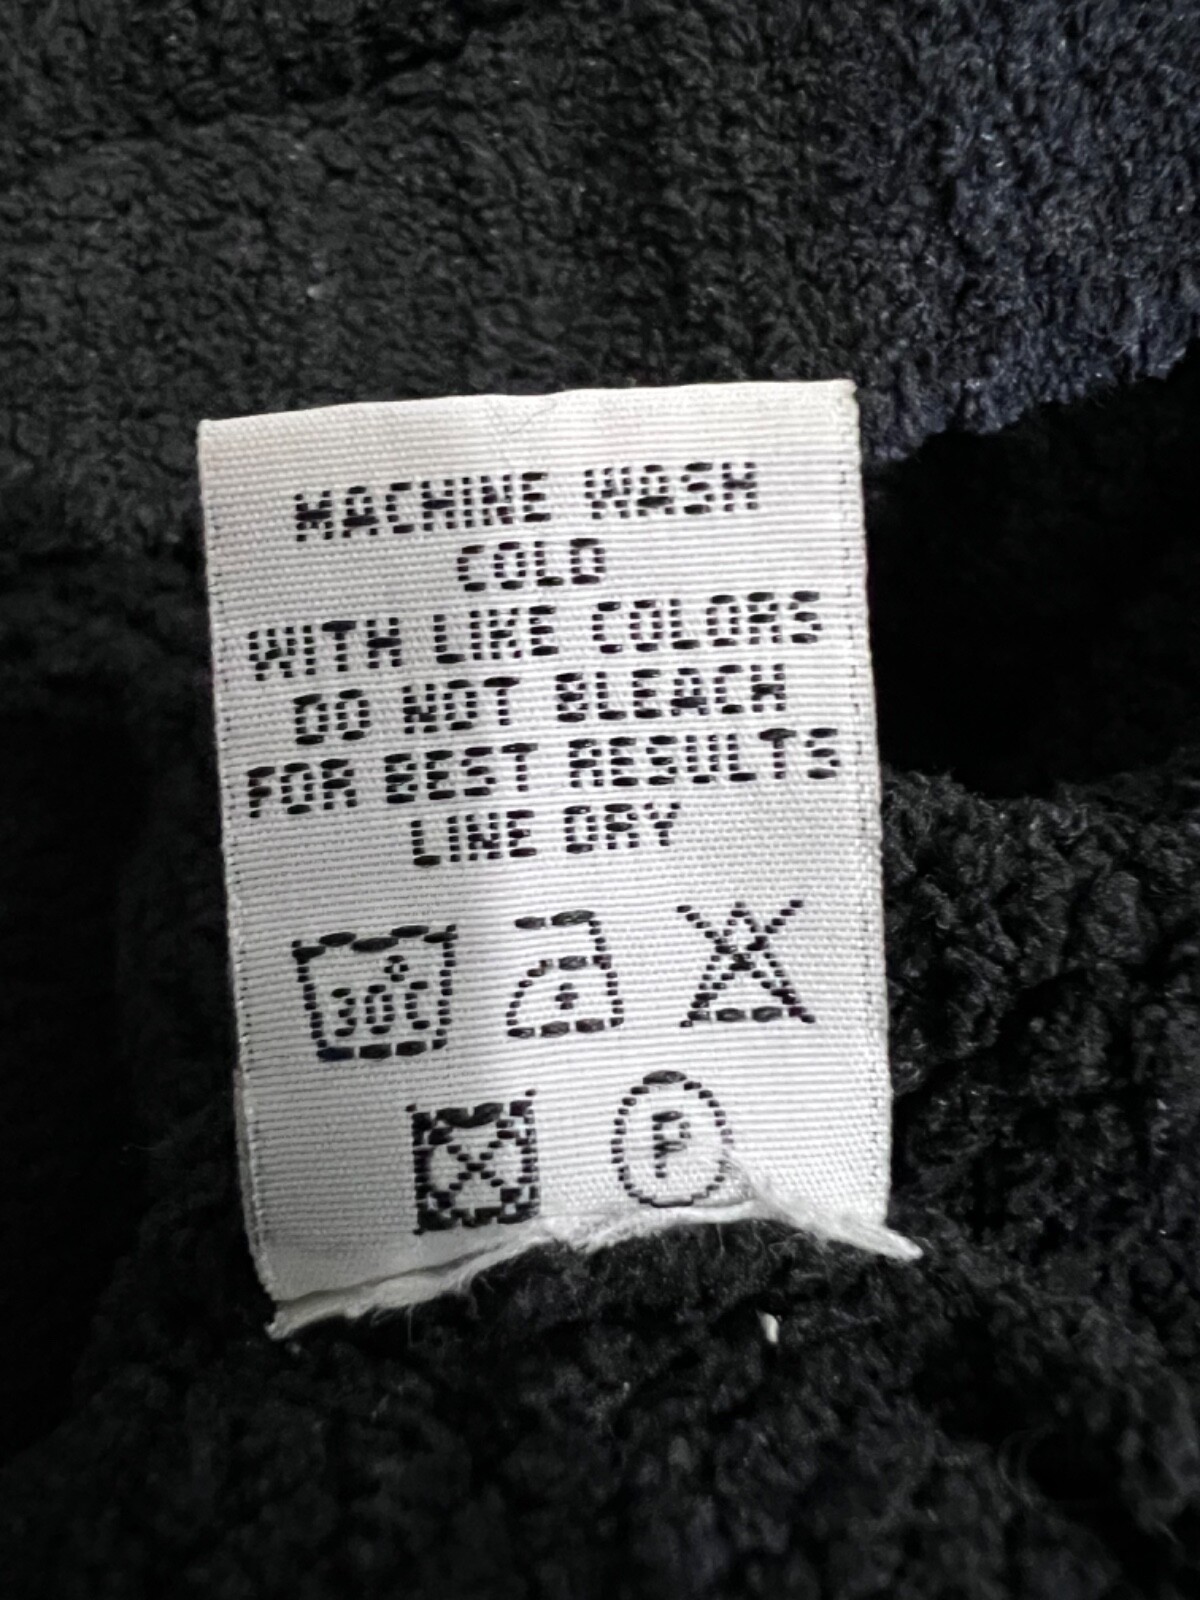 MACHINE WASH
COLD
WITH LIKE COLORS
DO NOT BLEACH
FOR BEST RESULTS
LINE DRY
30°C
P